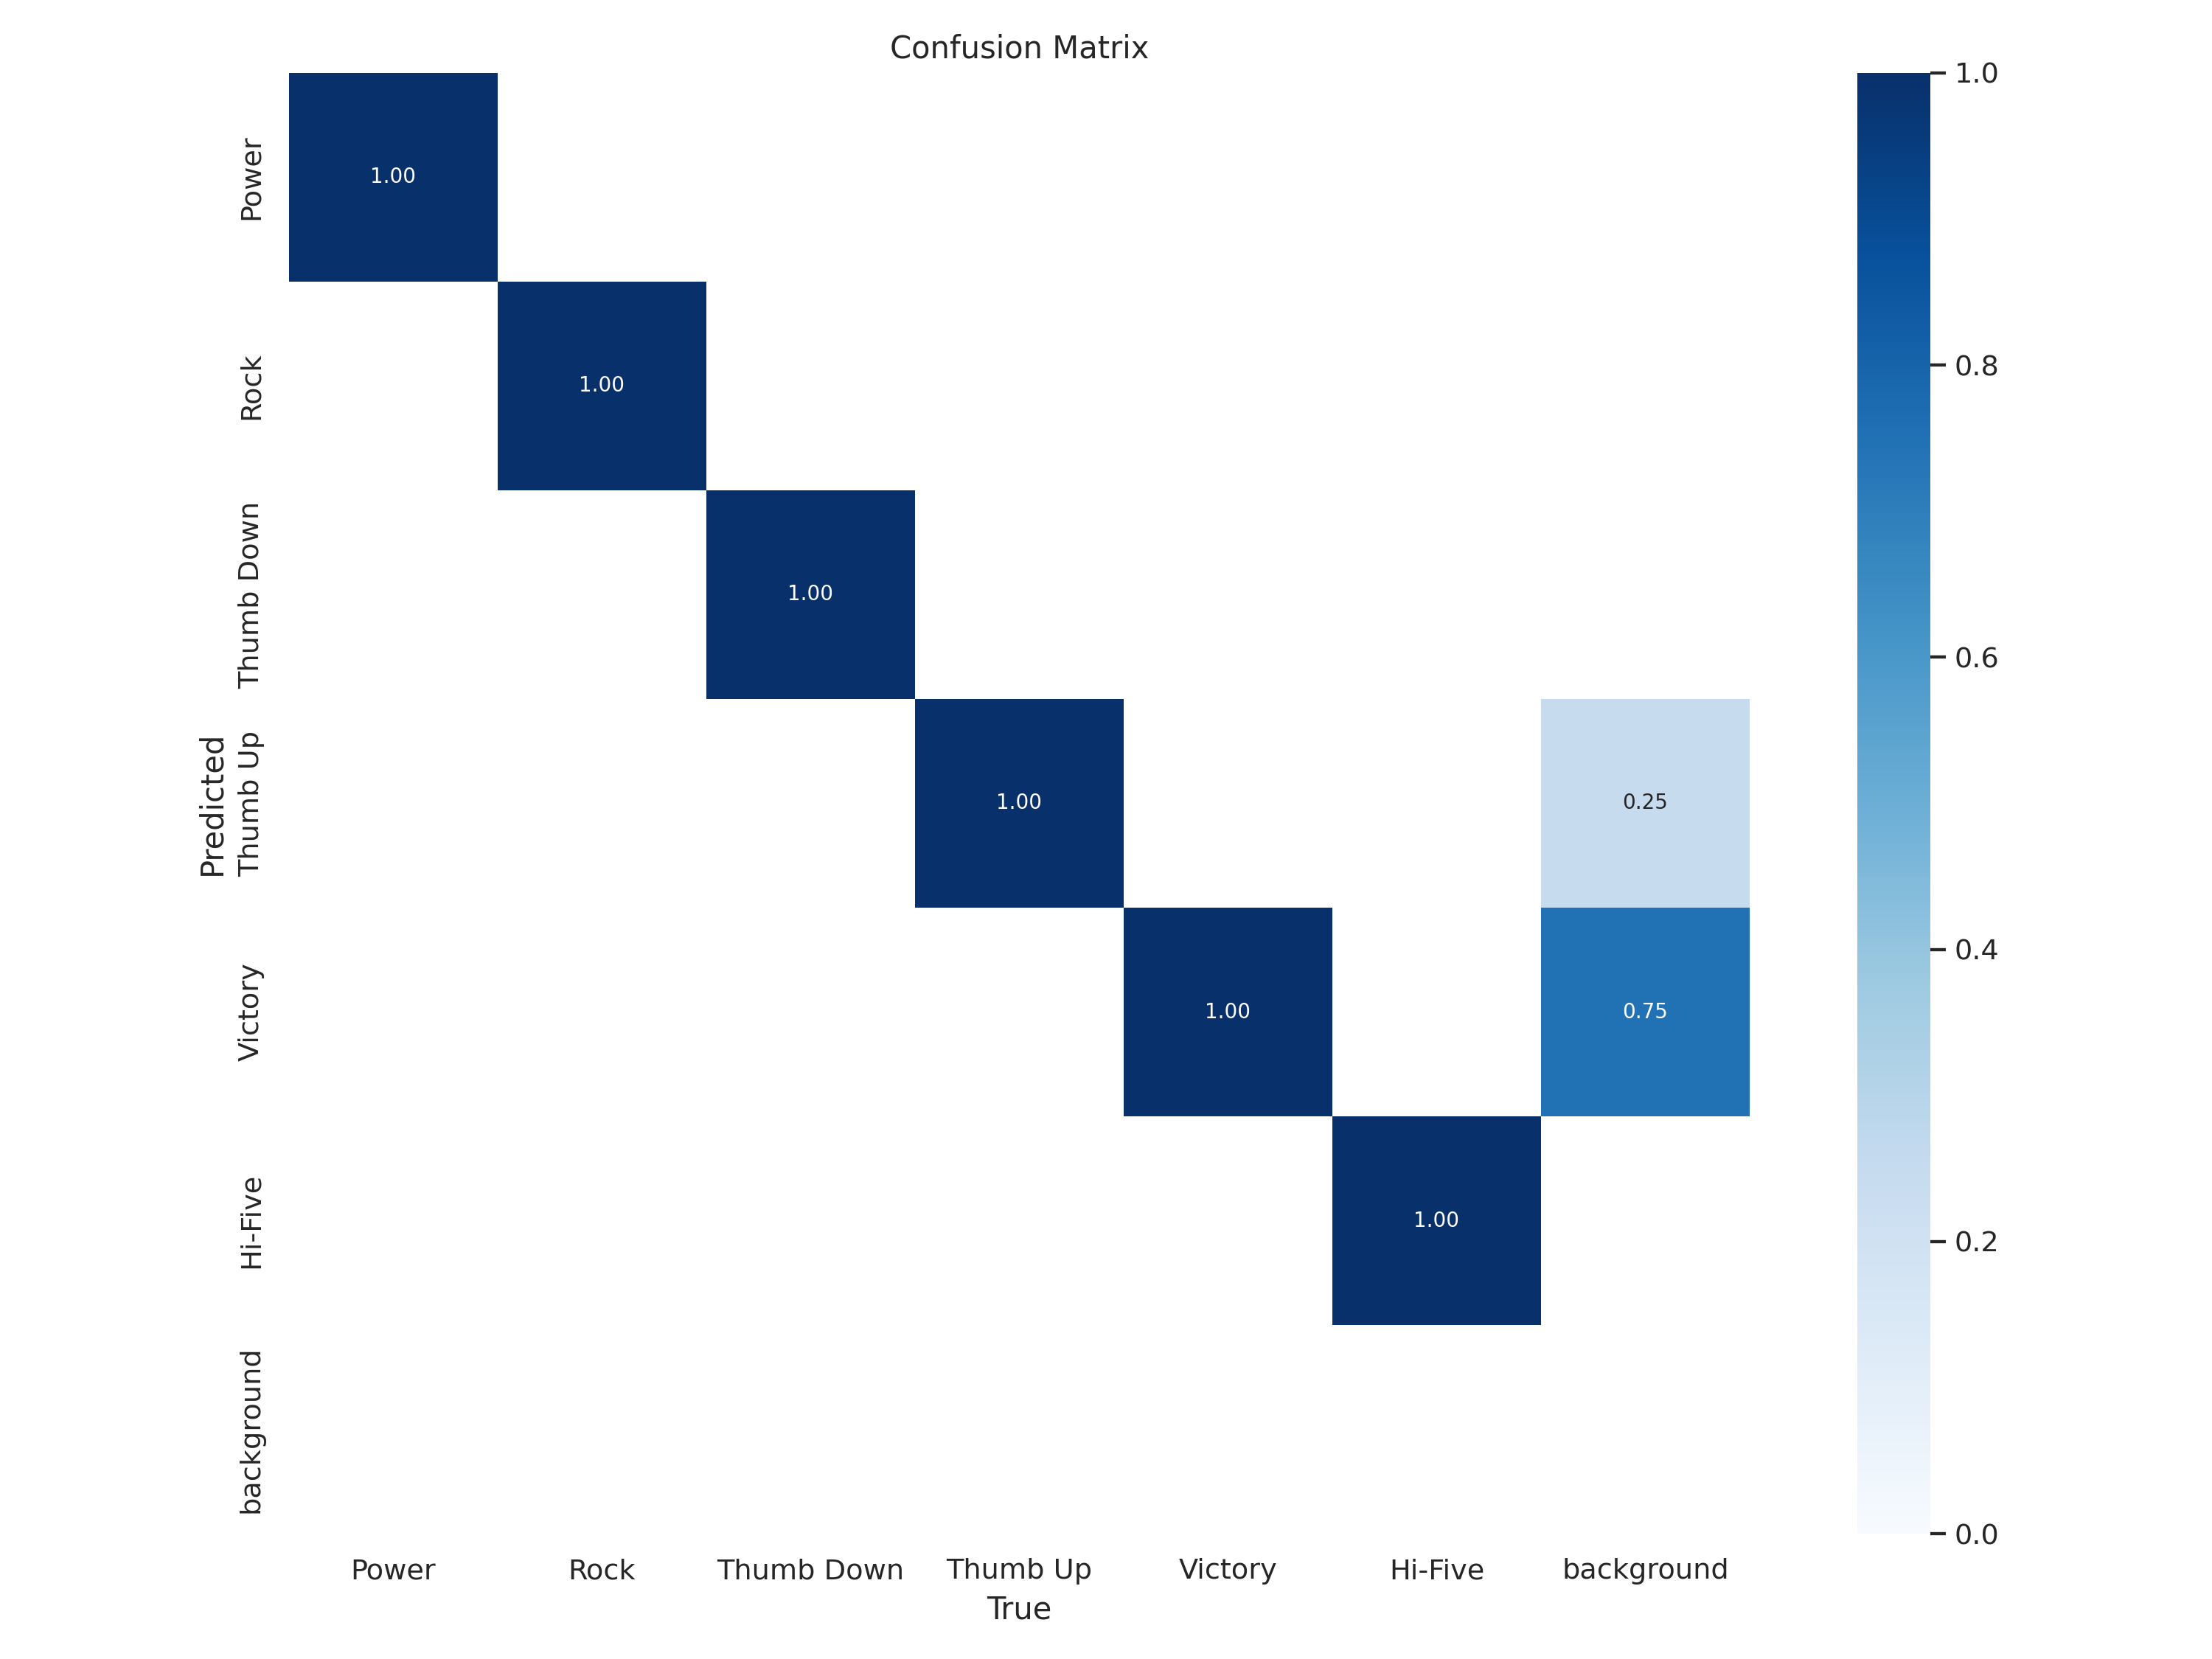 Confusion Matrix
Power
Rock
Thumb Down
Thumb Up
Victory
Hi-Five
background
Predicted
1.00
1.00
1.00
1.00
0.25
1.00
0.75
1.00
Power
Rock
Thumb Down
Thumb Up
Victory
Hi-Five
background
True
1.0
0.8
0.6
0.4
0.2
0.0